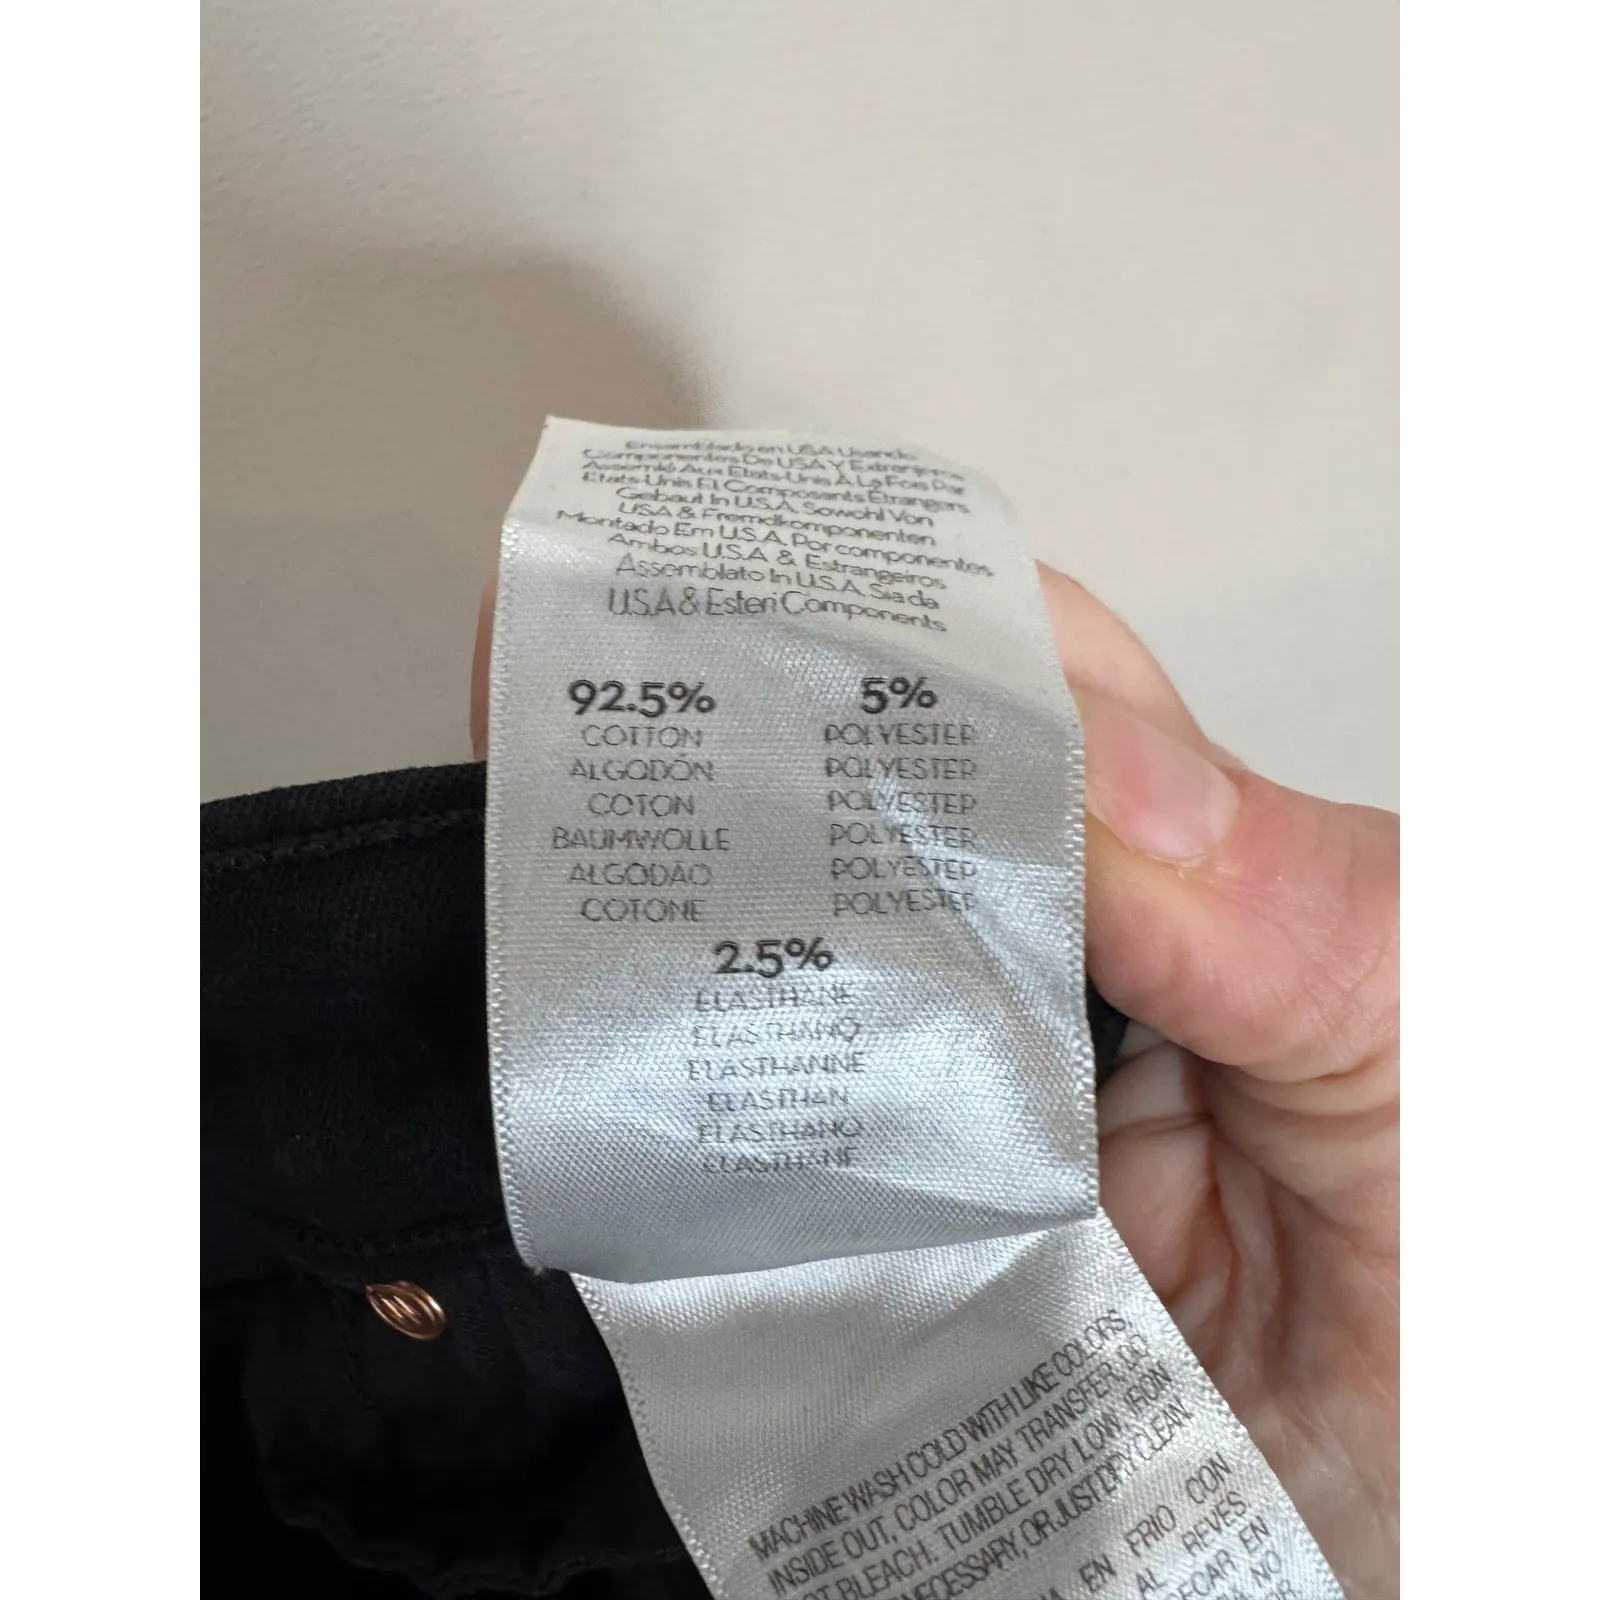 Ensamblado en USA Usando
Componentes De USA Y Extranjeros
Assemblé Aux Etats-Unis À La Fois Par
Etats-Unis Et Composants Étrangers
Gebaut In U.S.A. Sowohl Von
USA & Fremdkomponenten
Montado Em U.S.A. Por componentes
Ambos U.S.A & Estrangeiros
Assemblato In U.S.A. Sia da
U.S.A & Esteri Components
92.5% 5%
COTTON POLYESTER
ALGODÓN POLYESTER
COTON POLYESTER
BAUMWOLLE POLYESTER
ALGODÃO POLYESTER
COTONE POLYESTER
2.5%
ELASTHANE
ELASTHANO
ELASTHANNE
ELASTHAN
ELASTHANO
ELASTHANE
MACHINE WASH COLD WITH LIKE COLORS
INSIDE OUT. COLOR MAY TRANSFER. DO
BLEACH. TUMBLE DRY LOW. IRON
NECESSARY, OR JUST DRY CLEAN.
EN FRIO CON
AL REVES.
SECAR EN
NO